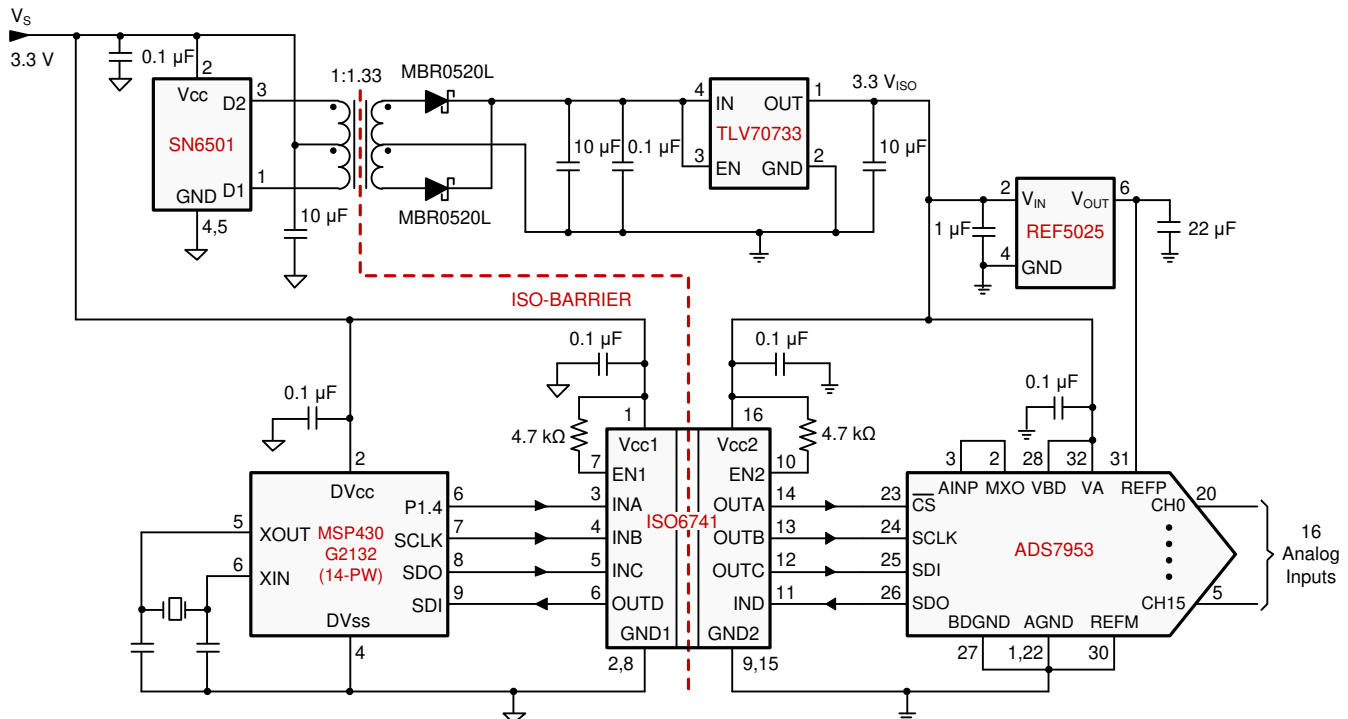 VS
3.3 V
0.1 µF
2
Vcc
D2
3
SN6501
D1
1
GND
4,5
10 µF
1:1.33
MBR0520L
MBR0520L
10 µF
0.1 µF
4
IN
OUT
1
TLV70733
3
EN
GND
2
3.3 VISO
10 µF
2
VIN
VOUT
6
REF5025
1 µF
4
GND
22 µF
ISO-BARRIER
0.1 µF
0.1 µF
0.1 µF
0.1 µF
4.7 kΩ
4.7 kΩ
2
DVcc
5
XOUT
6
XIN
MSP430
G2132
(14-PW)
P1.4
6
SCLK
7
SDO
8
SDI
9
DVss
4
1
Vcc1
7
EN1
3
INA
4
INB
5
INC
6
OUTD
GND1
2,8
ISO6741
16
Vcc2
EN2
10
OUTA
14
OUTB
13
OUTC
12
IND
11
GND2
9,15
3
2
28
32
31
AINP
MXO
VBD
VA
REFP
23
CS
24
SCLK
25
SDI
26
SDO
ADS7953
CH0
20
CH15
5
BDGND
AGND
REFM
27
1,22
30
16
Analog
Inputs